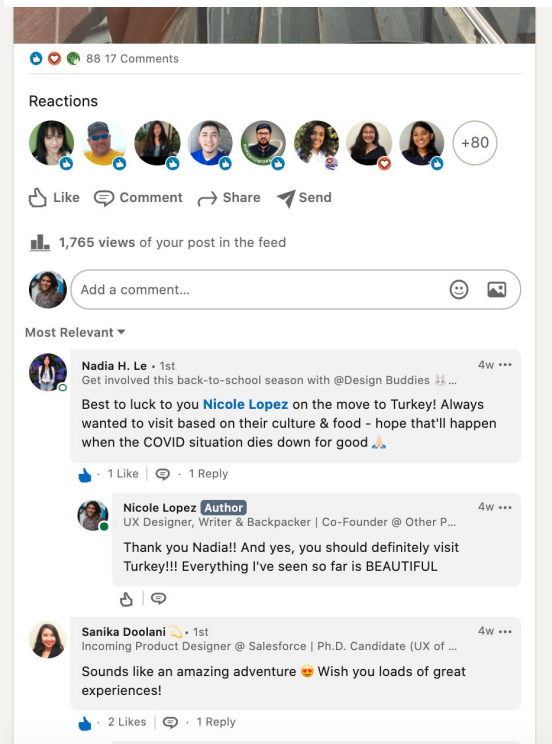 88 17 Comments
Reactions
+80
Like Comment Share Send
1,765 views of your post in the feed
Add a comment...
Most Relevant
Nadia H. Le • 1st 4w
Get involved this back-to-school season with @Design Buddies 🐰...
Best to luck to you Nicole Lopez on the move to Turkey! Always
wanted to visit based on their culture & food - hope that'll happen
when the COVID situation dies down for good 🙏🏻
· 1 Like | · 1 Reply
Nicole Lopez Author 4w
UX Designer, Writer & Backpacker | Co-Founder @ Other P...
Thank you Nadia!! And yes, you should definitely visit
Turkey!!! Everything I've seen so far is BEAUTIFUL
Sanika Doolani 💫 • 1st 4w
Incoming Product Designer @ Salesforce | Ph.D. Candidate (UX of ...
Sounds like an amazing adventure 😍 Wish you loads of great
experiences!
· 2 Likes | · 1 Reply